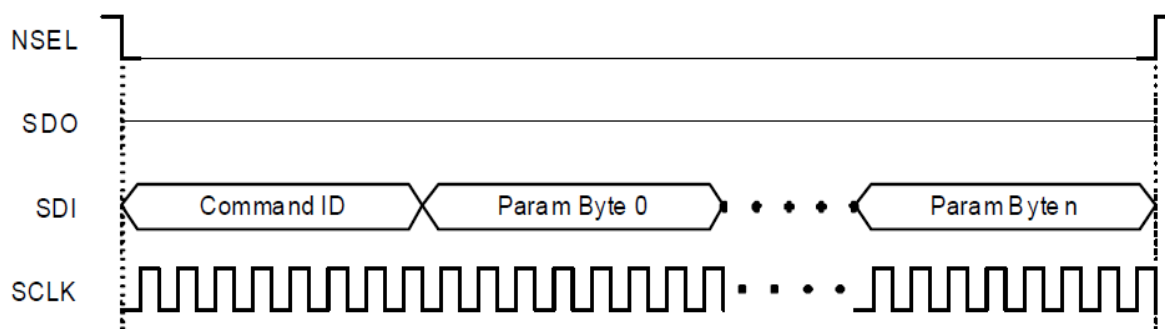 NSEL
SDO
SDI Command ID Param Byte 0 Param Byte n
SCLK